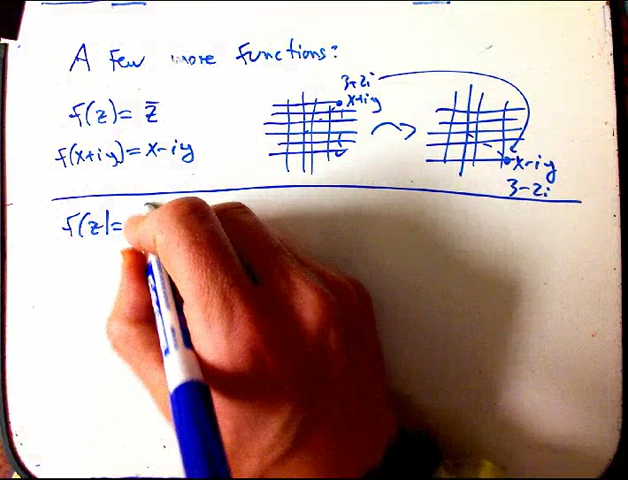 A Few more functions:
3+2i
x+iy
f(z) = z̄
f(x+iy) = x-iy
x-iy
3-2i
f(z)=